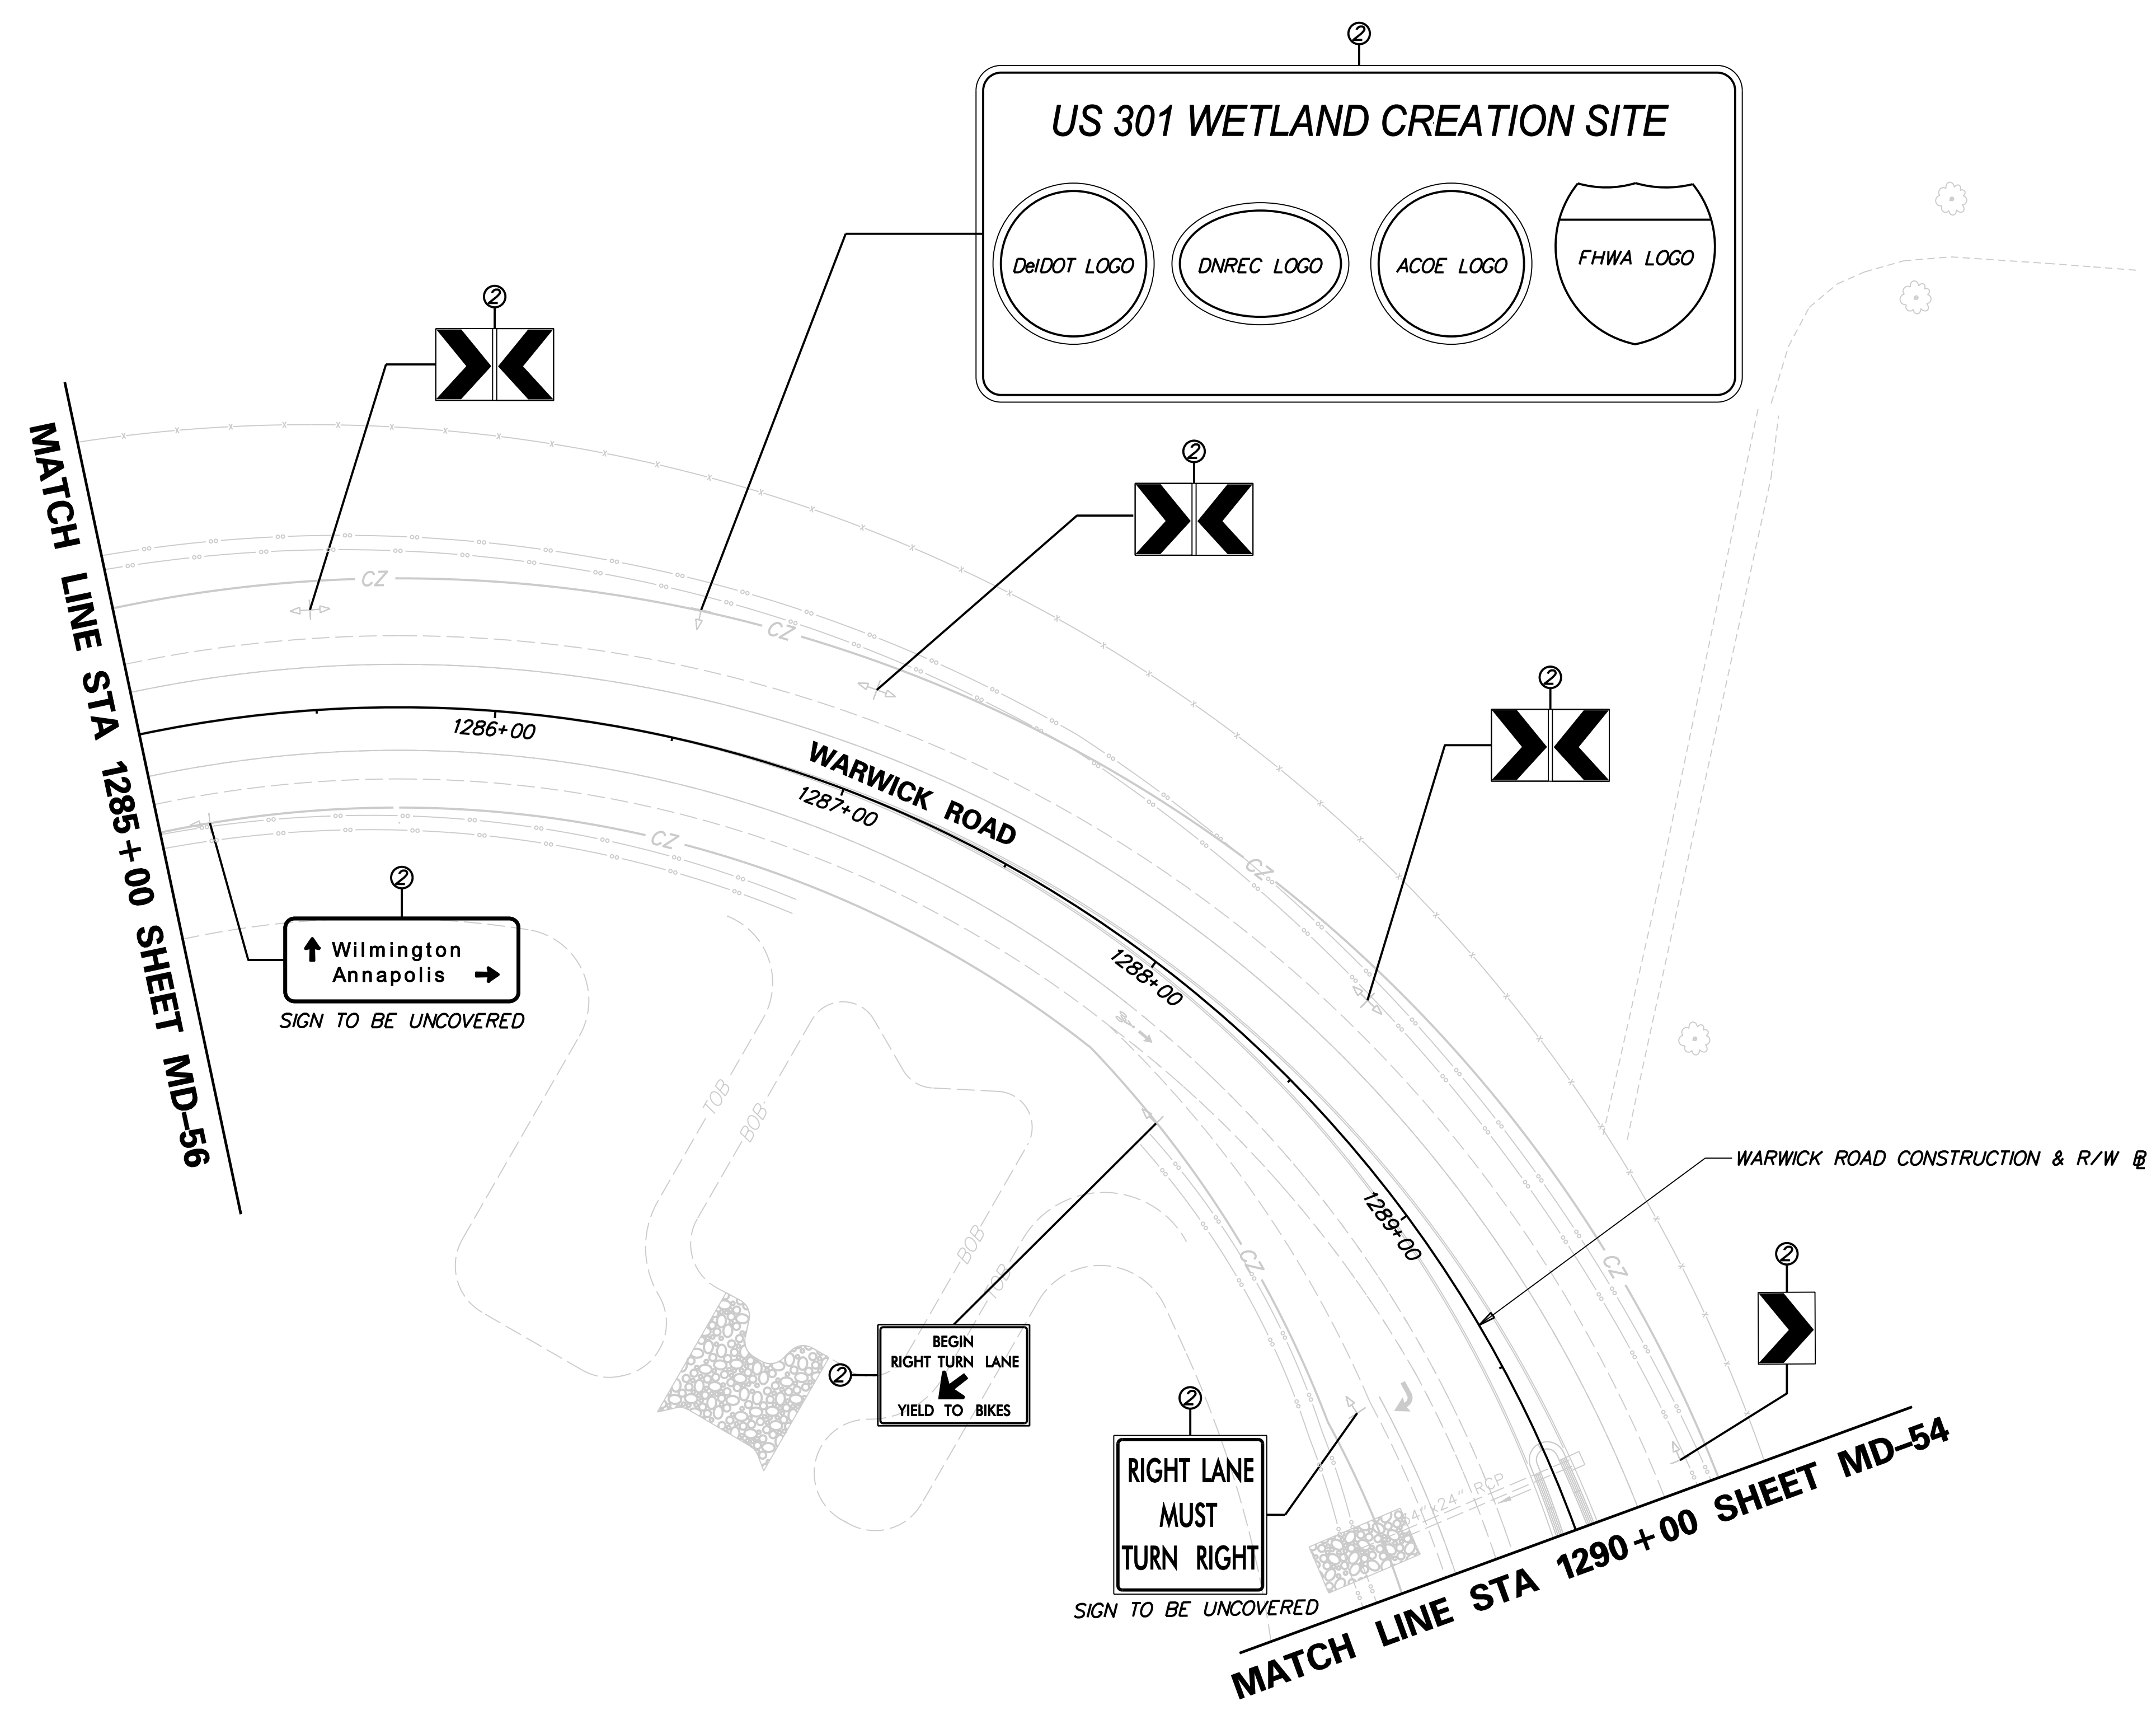 2
US 301 WETLAND CREATION SITE
DelDOT LOGO
DNREC LOGO
ACOE LOGO
FHWA LOGO
2
2
2
MATCH LINE STA 1285+00 SHEET MD-56
CZ
CZ
1286+00
WARWICK ROAD
1287+00
CZ
CZ
2
↑ Wilmington
Annapolis →
SIGN TO BE UNCOVERED
1288+00
TOB
BOB
BOB
TOB
1289+00
CZ
CZ
WARWICK ROAD CONSTRUCTION & R/W BL
2
2
BEGIN
RIGHT TURN LANE
YIELD TO BIKES
2
RIGHT LANE
MUST
TURN RIGHT
SIGN TO BE UNCOVERED
RCP
MATCH LINE STA 1290+00 SHEET MD-54